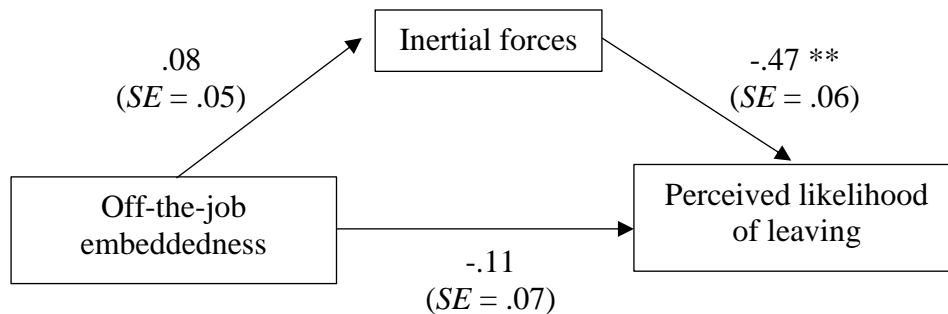 Inertial forces
.08
(SE = .05)
-.47 **
(SE = .06)
Off-the-job
embeddedness
Perceived likelihood
of leaving
-.11
(SE = .07)